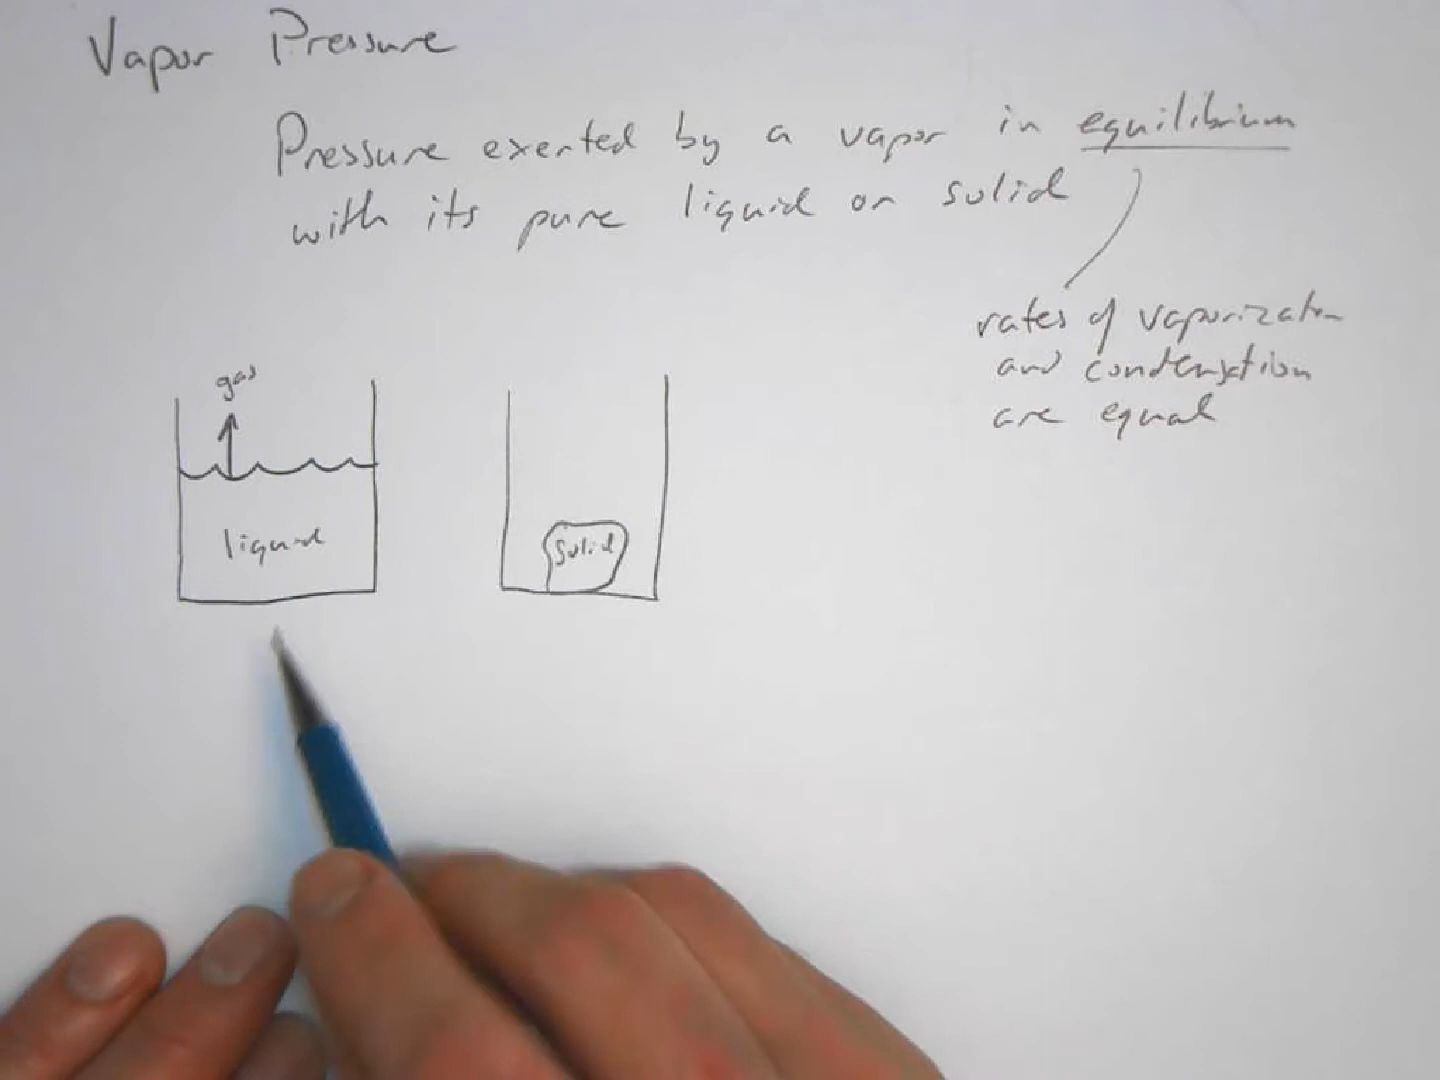 Vapor Pressure
Pressure exerted by a vapor in equilibrium
with its pure liquid or solid
rates of vaporization
and condensation
are equal
gas
liquid
solid